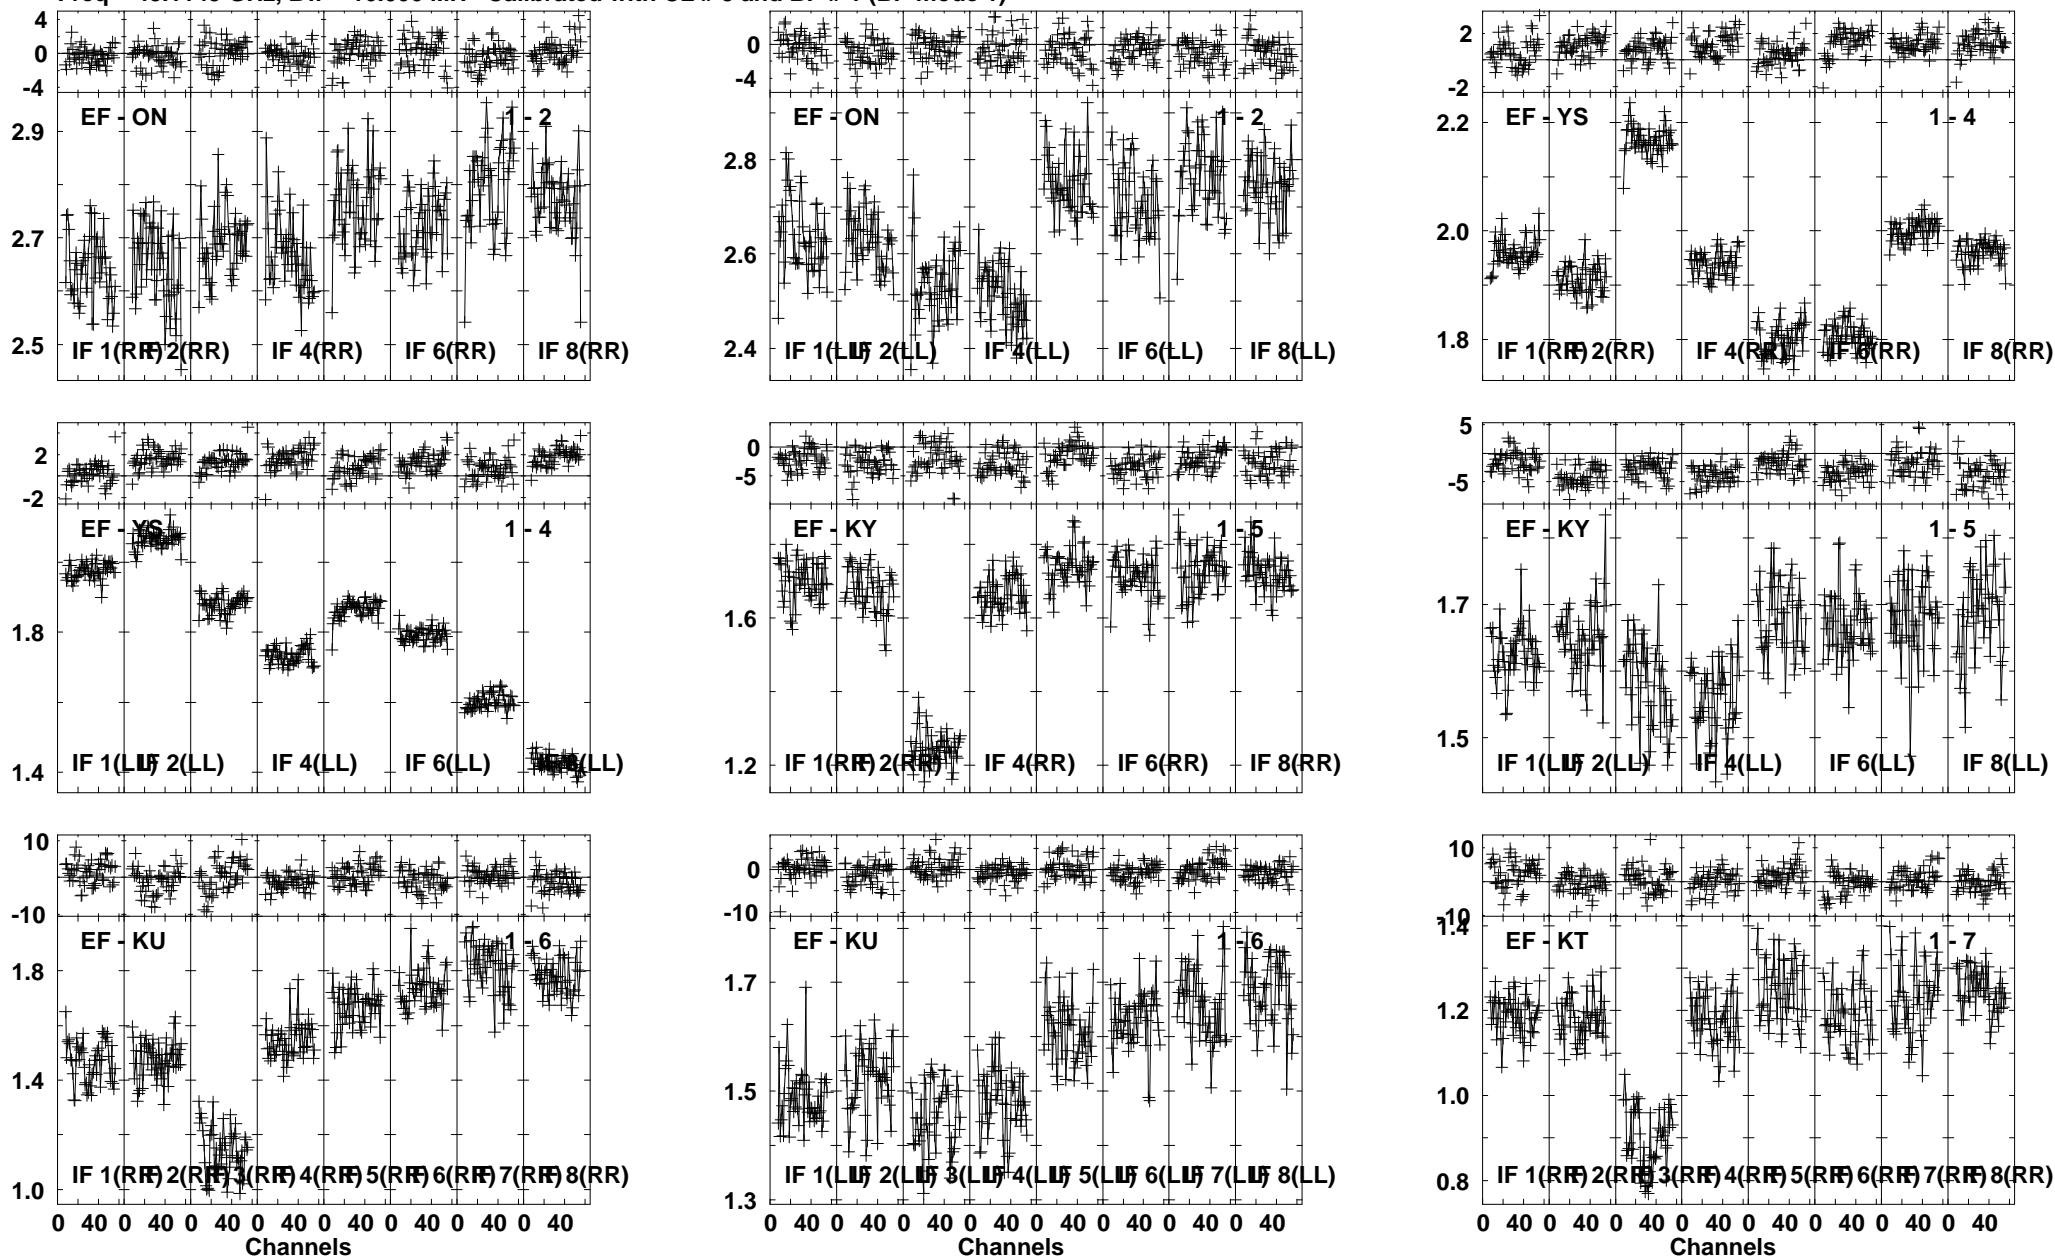 Calibrated with CL # and BP # 1 (BP mode 1)
4
0
-4
EF - ON
1 - 2
2.9
2.7
2.5
IF 1(RR) IF 2(RR) IF 4(RR) IF 6(RR) IF 8(RR)
0
-4
EF - ON
1 - 2
2.8
2.6
2.4
IF 1(LL) IF 2(LL) IF 4(LL) IF 6(LL) IF 8(LL)
2
-2
EF - YS
1 - 4
2.2
2.0
1.8
IF 1(RR) IF 2(RR) IF 4(RR) IF 6(RR) IF 8(RR)
2
-2
EF - YS
1 - 4
1.8
1.4
IF 1(LL) IF 2(LL) IF 4(LL) IF 6(LL) IF 8(LL)
0
-5
EF - KY
1 - 5
1.6
1.2
IF 1(RR) IF 2(RR) IF 4(RR) IF 6(RR) IF 8(RR)
5
-5
EF - KY
1 - 5
1.7
1.5
IF 1(LL) IF 2(LL) IF 4(LL) IF 6(LL) IF 8(LL)
10
-10
EF - KU
1 - 6
1.8
1.4
1.0
IF 1(RR) IF 2(RR) IF 3(RR) IF 4(RR) IF 5(RR) IF 6(RR) IF 7(RR) IF 8(RR)
0 40 0 40 0 40 0 40 0 40 0 40 0 40 0 40
Channels
0
-10
EF - KU
1 - 6
1.7
1.5
1.3
IF 1(LL) IF 2(LL) IF 3(LL) IF 4(LL) IF 5(LL) IF 6(LL) IF 7(LL) IF 8(LL)
0 40 0 40 0 40 0 40 0 40 0 40 0 40 0 40
Channels
10
-10
EF - KT
1 - 7
1.4
1.2
1.0
0.8
IF 1(RR) IF 2(RR) IF 3(RR) IF 4(RR) IF 5(RR) IF 6(RR) IF 7(RR) IF 8(RR)
0 40 0 40 0 40 0 40 0 40 0 40 0 40 0 40
Channels